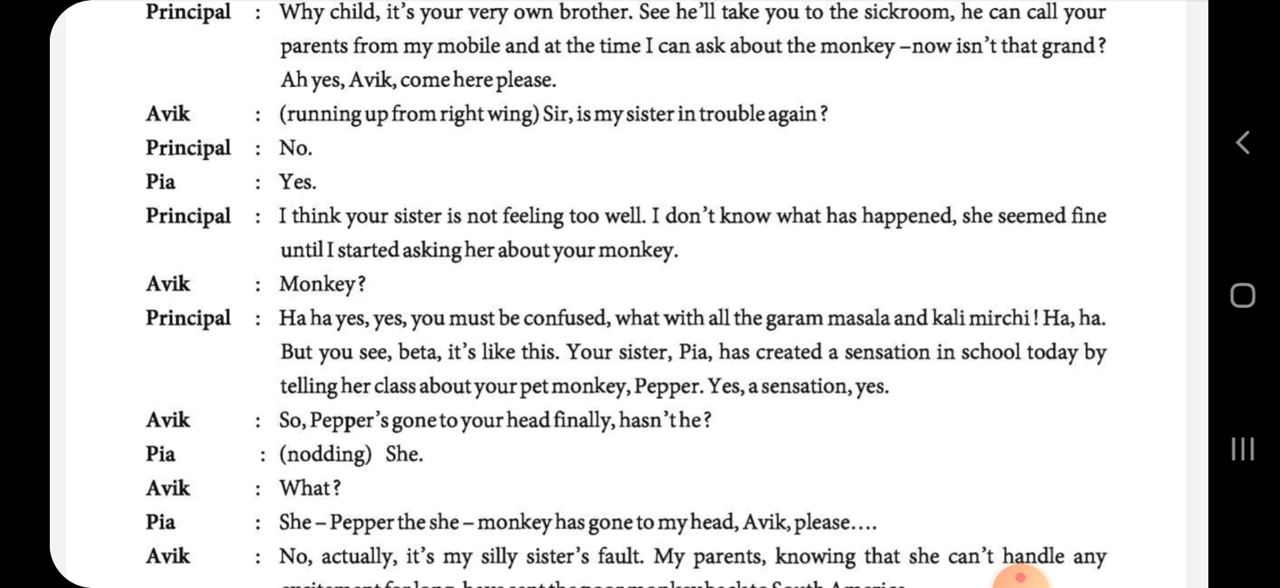 Principal : Why child, it's your very own brother. See he'll take you to the sickroom, he can call your
parents from my mobile and at the time I can ask about the monkey –now isn't that grand?
Ah yes, Avik, come here please.
Avik : (running up from right wing) Sir, is my sister in trouble again?
Principal : No.
Pia : Yes.
Principal : I think your sister is not feeling too well. I don't know what has happened, she seemed fine
until I started asking her about your monkey.
Avik : Monkey?
Principal : Ha ha yes, yes, you must be confused, what with all the garam masala and kali mirchi! Ha, ha.
But you see, beta, it's like this. Your sister, Pia, has created a sensation in school today by
telling her class about your pet monkey, Pepper. Yes, a sensation, yes.
Avik : So, Pepper's gone to your head finally, hasn't he?
Pia : (nodding) She.
Avik : What?
Pia : She – Pepper the she – monkey has gone to my head, Avik, please....
Avik : No, actually, it's my silly sister's fault. My parents, knowing that she can't handle any